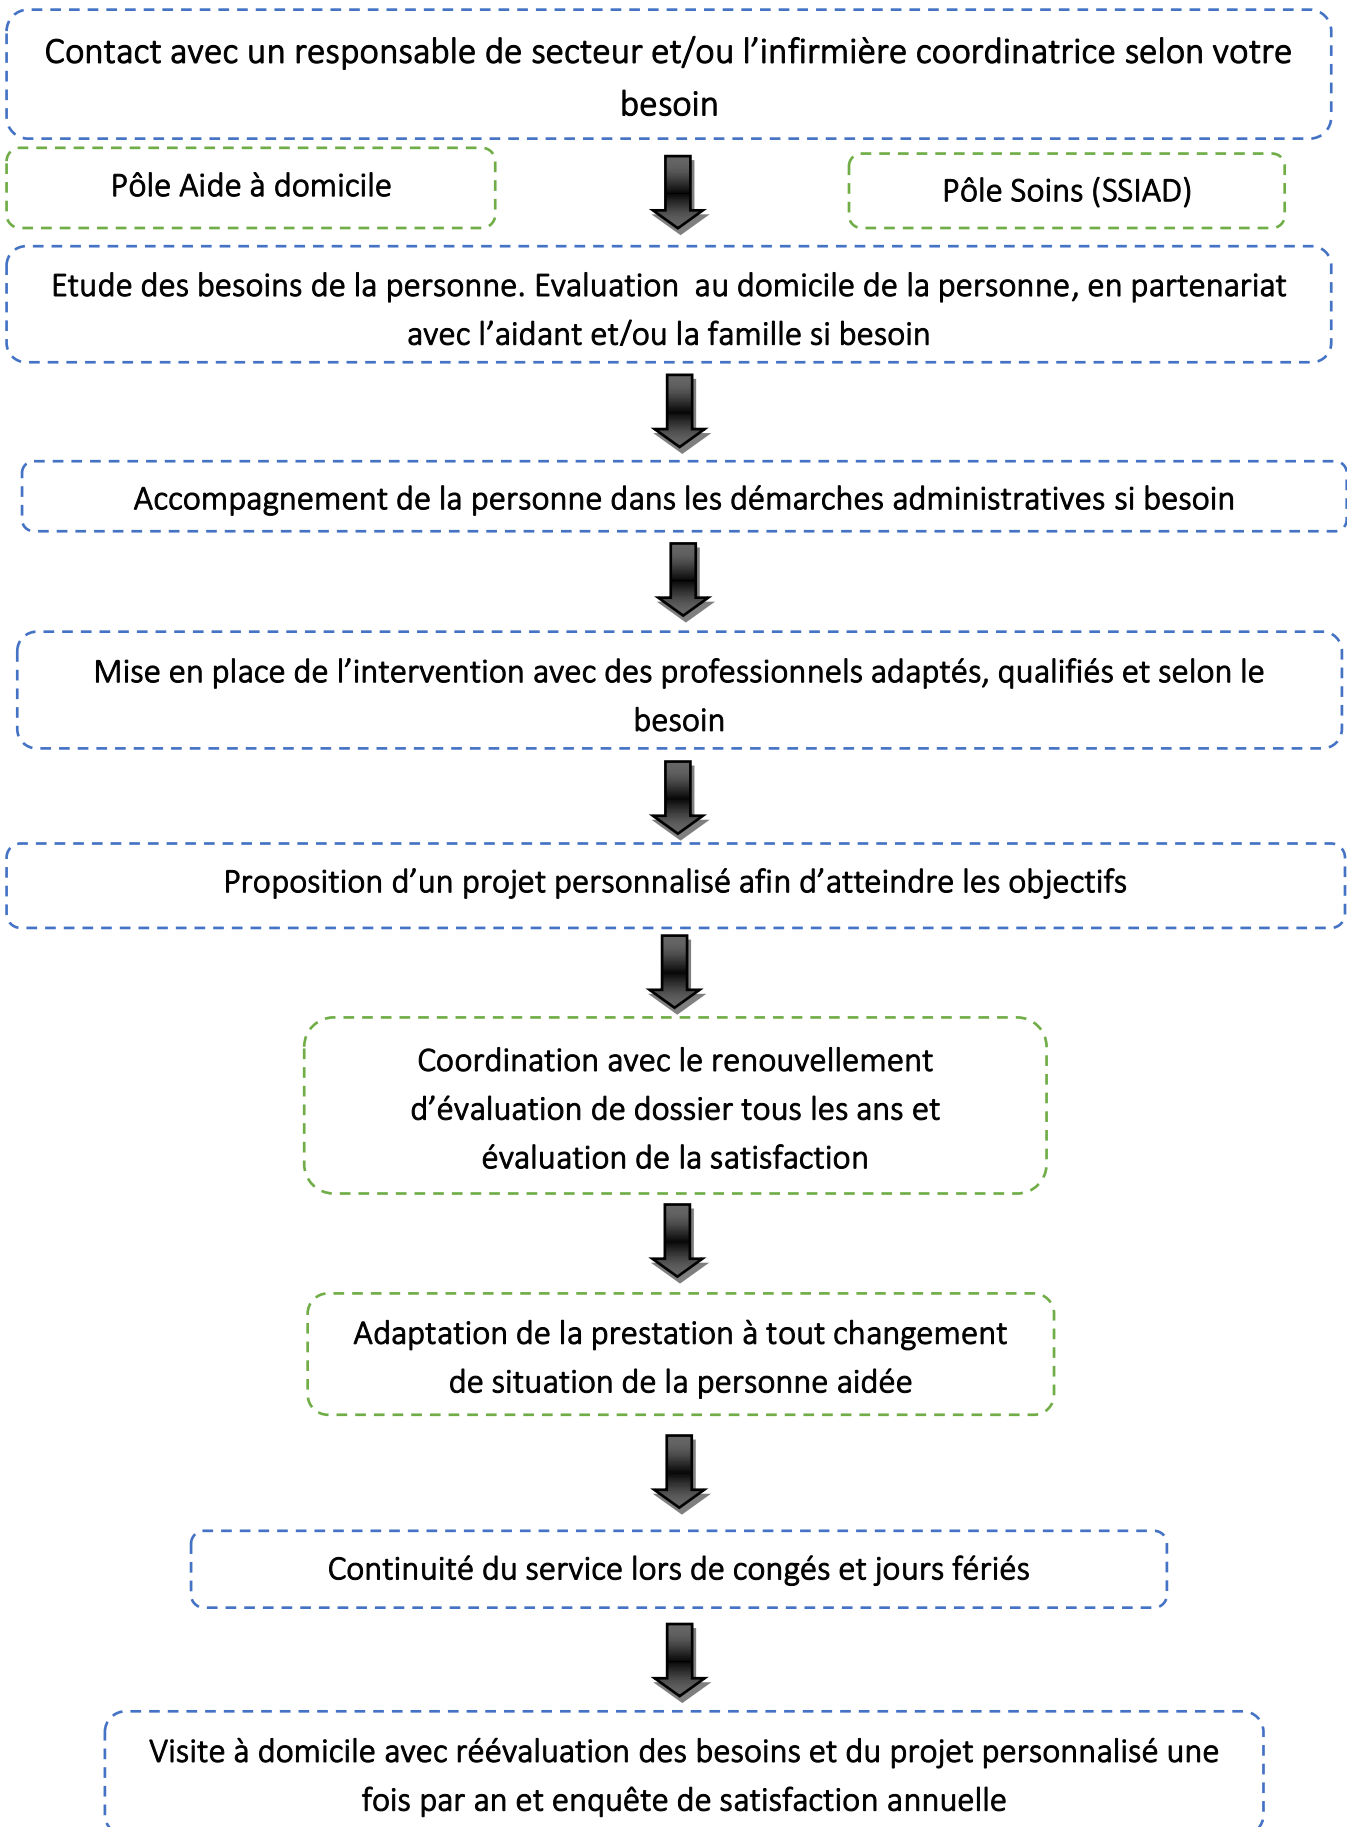 Contact avec un responsable de secteur et/ou l’infirmière coordinatrice selon votre
besoin
Pôle Aide à domicile
Pôle Soins (SSIAD)
Etude des besoins de la personne. Evaluation  au domicile de la personne, en partenariat
avec l’aidant et/ou la famille si besoin
Accompagnement de la personne dans les démarches administratives si besoin
Mise en place de l’intervention avec des professionnels adaptés, qualifiés et selon le
besoin
Proposition d’un projet personnalisé afin d’atteindre les objectifs
Coordination avec le renouvellement
d’évaluation de dossier tous les ans et
évaluation de la satisfaction
Adaptation de la prestation à tout changement
de situation de la personne aidée
Continuité du service lors de congés et jours fériés
Visite à domicile avec réévaluation des besoins et du projet personnalisé une
fois par an et enquête de satisfaction annuelle